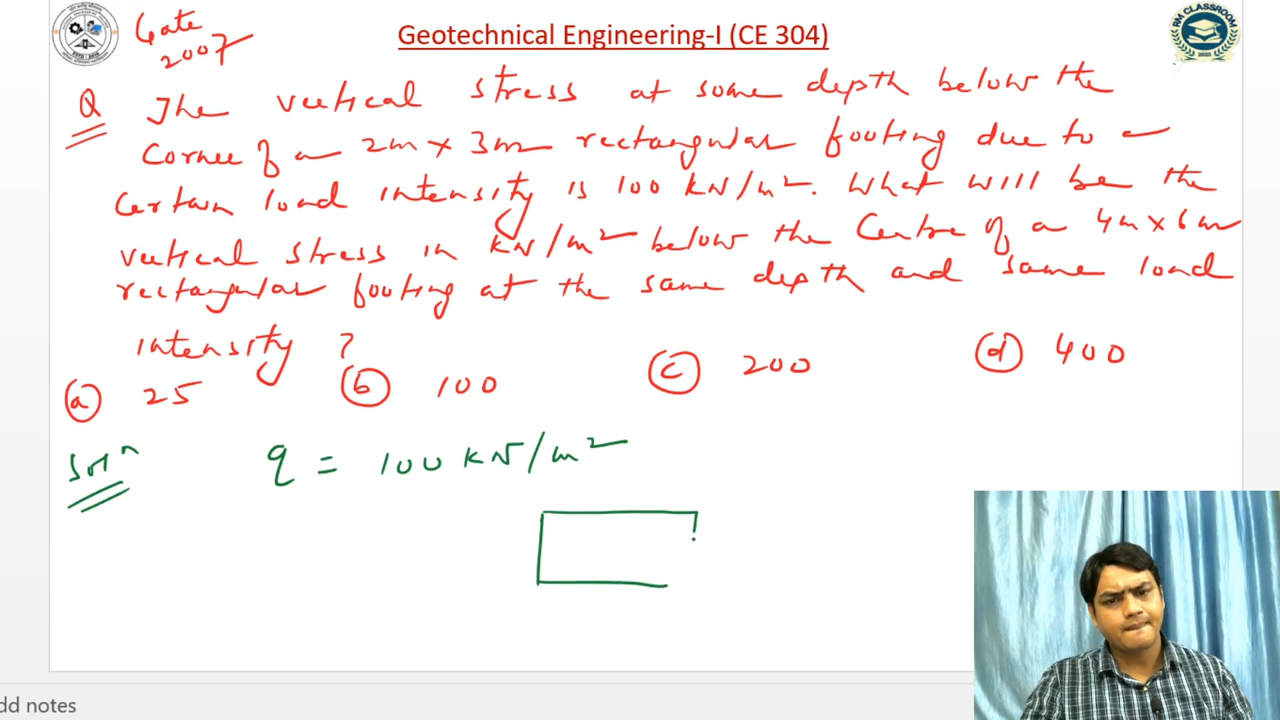 Gate
2007
Geotechnical Engineering-I (CE 304)
RM CLASSROOM
Q The vertical stress at some depth below the
corner of a 2m x 3m rectangular footing due to a
certain load intensity is 100 kN/m². What will be the
vertical stress in kN/m² below the Centre of a 4m x 6m
rectangular footing at the same depth and same load
intensity ?
(a) 25 (b) 100 (c) 200 (d) 400
Solⁿ q = 100 kN/m²
dd notes